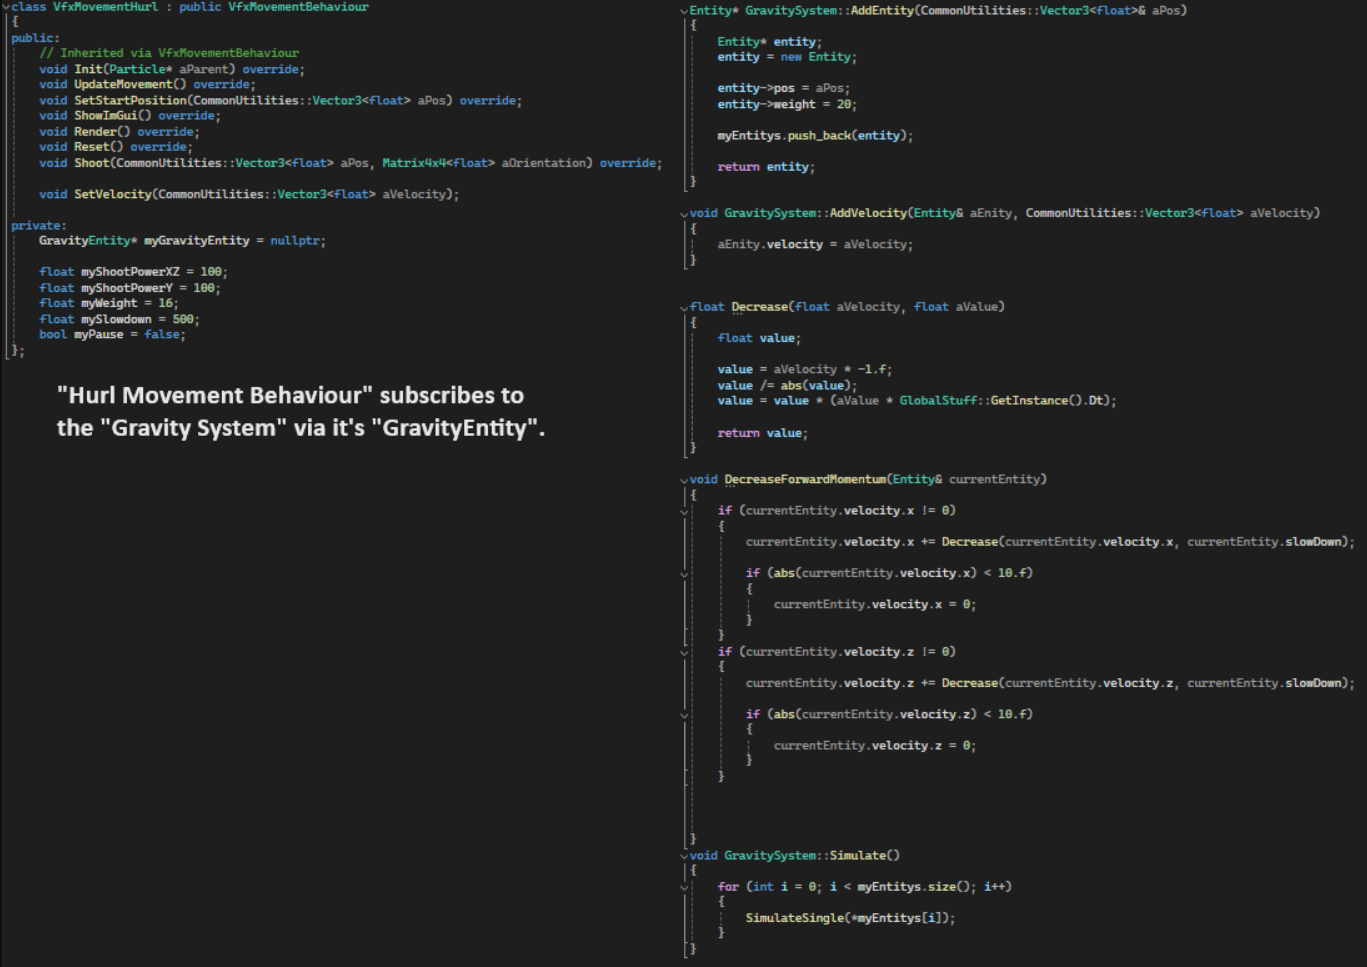 class VfxMovementHurl : public VfxMovementBehaviour
{
public:
    // Inherited via VfxMovementBehaviour
    void Init(Particle* aParent) override;
    void UpdateMovement() override;
    void SetStartPosition(CommonUtilities::Vector3<float> aPos) override;
    void ShowImGui() override;
    void Render() override;
    void Reset() override;
    void Shoot(CommonUtilities::Vector3<float> aPos, Matrix4x4<float> aOrientation) override;
    void SetVelocity(CommonUtilities::Vector3<float> aVelocity);
private:
    GravityEntity* myGravityEntity = nullptr;
    float myShootPowerXZ = 100;
    float myShootPowerY = 100;
    float myWeight = 16;
    float mySlowdown = 500;
    bool myPause = false;
};
"Hurl Movement Behaviour" subscribes to
the "Gravity System" via it's "GravityEntity".
Entity* GravitySystem::AddEntity(CommonUtilities::Vector3<float>& aPos)
{
    Entity* entity;
    entity = new Entity;
    entity->pos = aPos;
    entity->weight = 20;
    myEntitys.push_back(entity);
    return entity;
}
void GravitySystem::AddVelocity(Entity& aEnity, CommonUtilities::Vector3<float> aVelocity)
{
    aEnity.velocity = aVelocity;
}
float Decrease(float aVelocity, float aValue)
{
    float value;
    value = aVelocity * -1.f;
    value /= abs(value);
    value = value * (aValue * GlobalStuff::GetInstance().Dt);
    return value;
}
void DecreaseForwardMomentum(Entity& currentEntity)
{
    if (currentEntity.velocity.x != 0)
    {
        currentEntity.velocity.x += Decrease(currentEntity.velocity.x, currentEntity.slowDown);
        if (abs(currentEntity.velocity.x) < 10.f)
        {
            currentEntity.velocity.x = 0;
        }
    }
    if (currentEntity.velocity.z != 0)
    {
        currentEntity.velocity.z += Decrease(currentEntity.velocity.z, currentEntity.slowDown);
        if (abs(currentEntity.velocity.z) < 10.f)
        {
            currentEntity.velocity.z = 0;
        }
    }
}
void GravitySystem::Simulate()
{
    for (int i = 0; i < myEntitys.size(); i++)
    {
        SimulateSingle(*myEntitys[i]);
    }
}